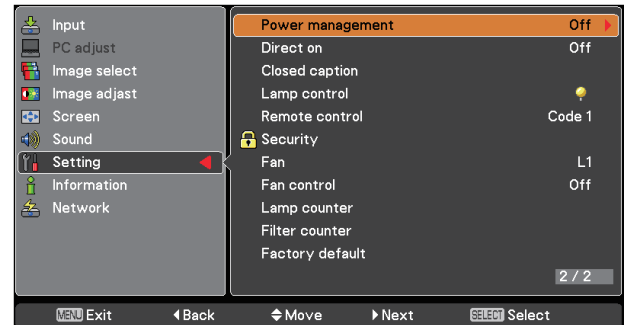 Input
PC adjust
Image select
Image adjast
Screen
Sound
Setting
Information
Network
Power management Off
Direct on Off
Closed caption
Lamp control
Remote control Code 1
Security
Fan L1
Fan control Off
Lamp counter
Filter counter
Factory default
2 / 2
MENU Exit Back Move Next SELECT Select